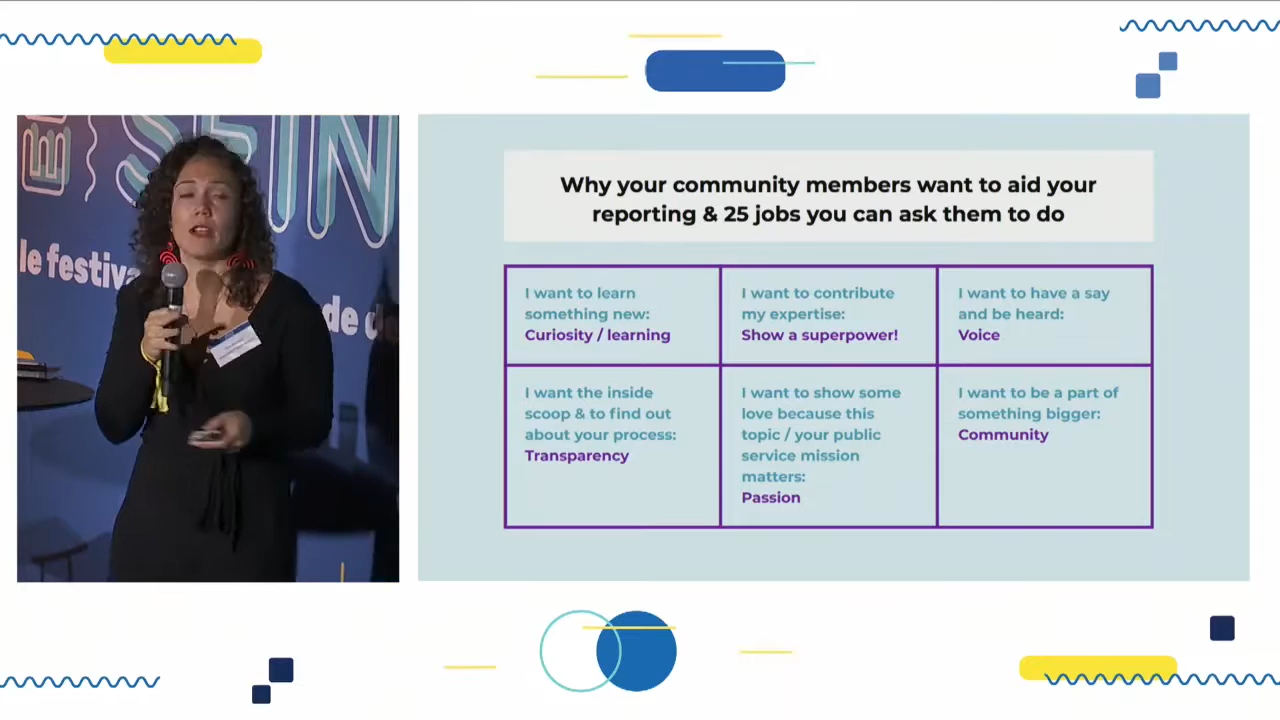 le festiva
de d
Why your community members want to aid your
reporting & 25 jobs you can ask them to do
I want to learn
something new:
Curiosity / learning
I want to contribute
my expertise:
Show a superpower!
I want to have a say
and be heard:
Voice
I want the inside
scoop & to find out
about your process:
Transparency
I want to show some
love because this
topic / your public
service mission
matters:
Passion
I want to be a part of
something bigger:
Community